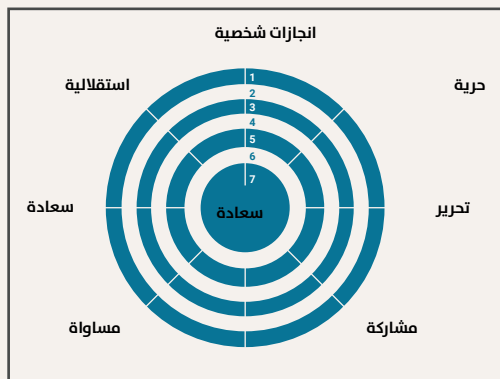 انجازات شخصية
استقلالية
حرية
1
2
3
4
5
6
7
سعادة
سعادة
تحرير
مساواة
مشاركة